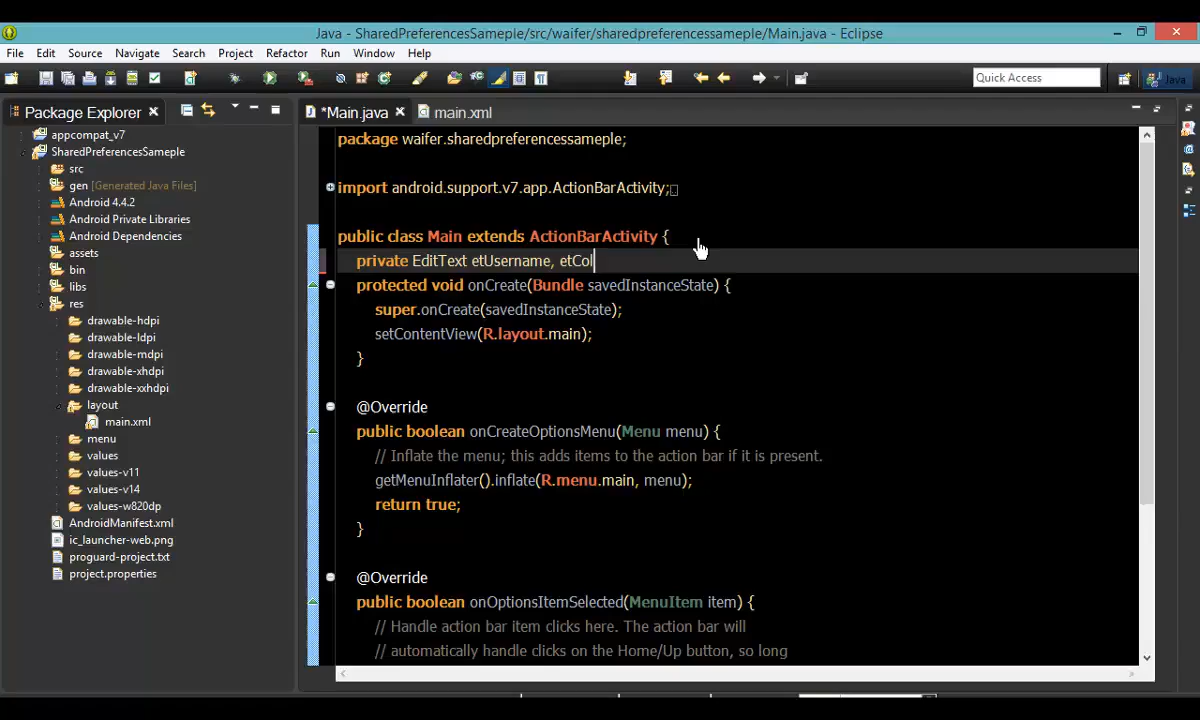 Java - SharedPreferencesSameple/src/waifer/sharedpreferencessameple/Main.java - Eclipse
File Edit Source Navigate Search Project Refactor Run Window Help
Quick Access
Java
Package Explorer
*Main.java
main.xml
appcompat_v7
SharedPreferencesSameple
src
gen [Generated Java Files]
Android 4.4.2
Android Private Libraries
Android Dependencies
assets
bin
libs
res
drawable-hdpi
drawable-ldpi
drawable-mdpi
drawable-xhdpi
drawable-xxhdpi
layout
main.xml
menu
values
values-v11
values-v14
values-w820dp
AndroidManifest.xml
ic_launcher-web.png
proguard-project.txt
project.properties
package waifer.sharedpreferencessameple;
import android.support.v7.app.ActionBarActivity;
public class Main extends ActionBarActivity {
private EditText etUsername, etCol
protected void onCreate(Bundle savedInstanceState) {
super.onCreate(savedInstanceState);
setContentView(R.layout.main);
}
@Override
public boolean onCreateOptionsMenu(Menu menu) {
// Inflate the menu; this adds items to the action bar if it is present.
getMenuInflater().inflate(R.menu.main, menu);
return true;
}
@Override
public boolean onOptionsItemSelected(MenuItem item) {
// Handle action bar item clicks here. The action bar will
// automatically handle clicks on the Home/Up button, so long